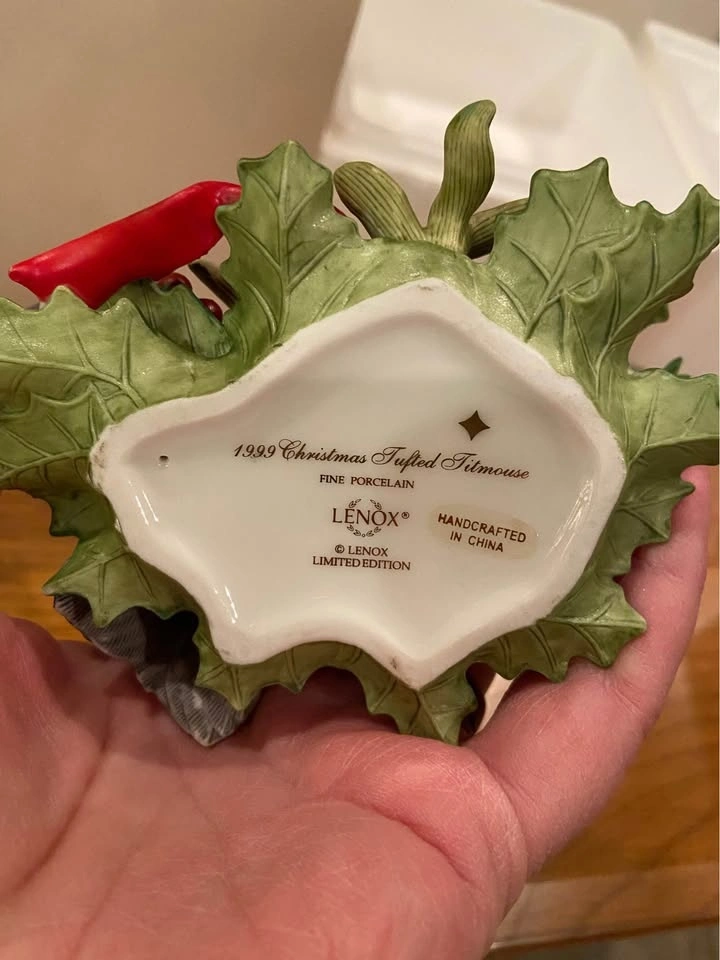 1999 Christmas Tufted Titmouse
FINE PORCELAIN
LENOX®
© LENOX
LIMITED EDITION
HANDCRAFTED
IN CHINA